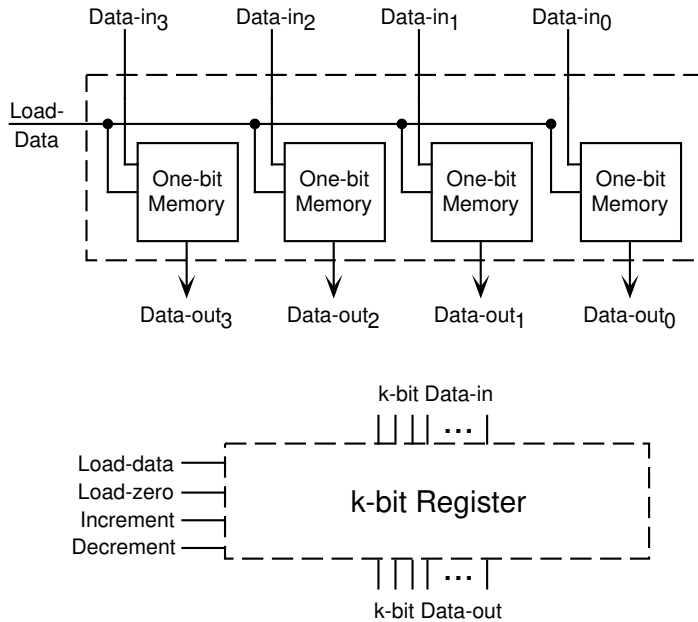 Data-in3 Data-in2 Data-in1 Data-in0
Load-
Data
One-bit One-bit One-bit One-bit
Memory Memory Memory Memory
Data-out3 Data-out2 Data-out1 Data-out0
k-bit Data-in
...
Load-data
Load-zero
k-bit Register
Increment
Decrement
...
k-bit Data-out